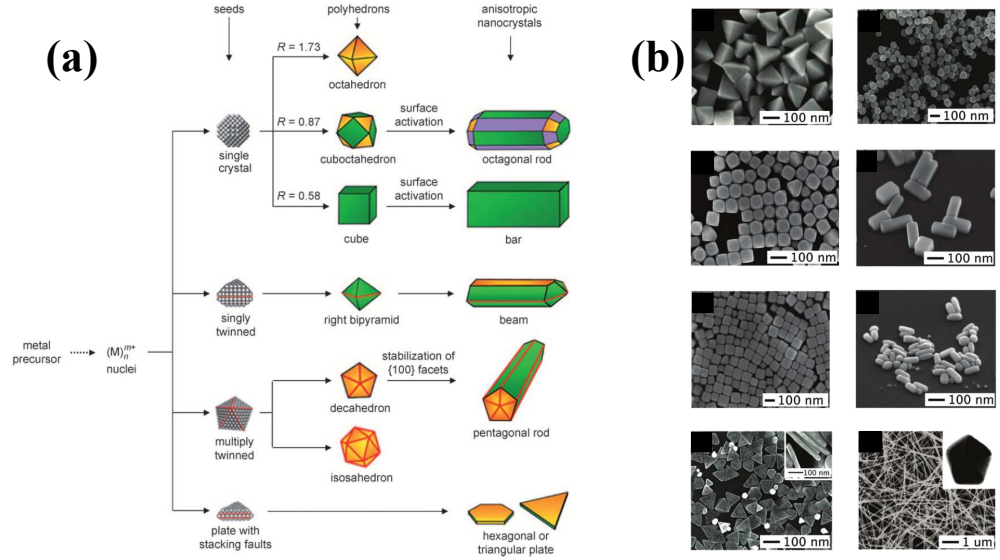 (a)
seeds
polyhedrons
anisotropic
nanocrystals
R = 1.73
octahedron
R = 0.87
surface
activation
single
crystal
cuboctahedron
octagonal rod
R = 0.58
surface
activation
cube
bar
singly
twinned
right bipyramid
beam
metal
precursor
(M)ₙᵐ⁺
nuclei
stabilization of
{100} facets
decahedron
multiply
twinned
pentagonal rod
isosahedron
plate with
stacking faults
hexagonal or
triangular plate
(b)
100 nm
100 nm
100 nm
100 nm
100 nm
100 nm
100 nm
100 nm
1 um